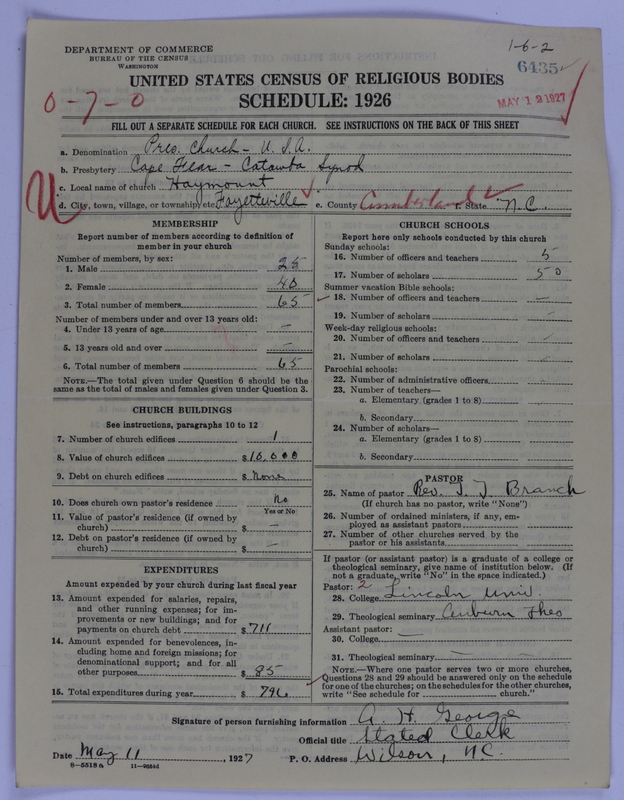 DEPARTMENT OF COMMERCE
BUREAU OF THE CENSUS
WASHINGTON
1-6-2
6435
MAY 12 1927
0-7-0
UNITED STATES CENSUS OF RELIGIOUS BODIES
SCHEDULE: 1926
FILL OUT A SEPARATE SCHEDULE FOR EACH CHURCH. SEE INSTRUCTIONS ON THE BACK OF THIS SHEET
a. Denomination Pres. Church - U.S.A.
b. Presbytery Cape Fear - Catawba Synod
c. Local name of church Haymount
d. City, town, village, or township, etc. Fayetteville e. County Cumberland f. State N.C.
U
MEMBERSHIP
Report number of members according to definition of
member in your church
Number of members, by sex:
1. Male 25
2. Female 40
3. Total number of members 65
Number of members under and over 13 years old:
4. Under 13 years of age —
5. 13 years old and over —
6. Total number of members 65
NOTE.—The total given under Question 6 should be the
same as the total of males and females given under Question 3.
CHURCH BUILDINGS
See instructions, paragraphs 10 to 12
7. Number of church edifices 1
8. Value of church edifices $10,000
9. Debt on church edifices $ None
10. Does church own pastor's residence No
Yes or No
11. Value of pastor's residence (if owned by
church) $ —
12. Debt on pastor's residence (if owned by
church) $ —
EXPENDITURES
Amount expended by your church during last fiscal year
13. Amount expended for salaries, repairs,
and other running expenses; for im-
provements or new buildings; and for
payments on church debt $ 711
14. Amount expended for benevolences, in-
cluding home and foreign missions; for
denominational support; and for all
other purposes $ 85
15. Total expenditures during year $ 796
CHURCH SCHOOLS
Report here only schools conducted by this church
Sunday schools:
16. Number of officers and teachers 5
17. Number of scholars 50
Summer vacation Bible schools:
18. Number of officers and teachers —
19. Number of scholars —
Week-day religious schools:
20. Number of officers and teachers —
21. Number of scholars —
Parochial schools:
22. Number of administrative officers
23. Number of teachers—
a. Elementary (grades 1 to 8)
b. Secondary
24. Number of scholars—
a. Elementary (grades 1 to 8)
b. Secondary
PASTOR
25. Name of pastor Rev. T. J Branch
(If church has no pastor, write "None")
26. Number of ordained ministers, if any, em-
ployed as assistant pastors
27. Number of other churches served by the
pastor or his assistants
If pastor (or assistant pastor) is a graduate of a college or
theological seminary, give name of institution below. (If
not a graduate, write "No" in the space indicated.)
Pastor: 2
28. College Lincoln Univ.
29. Theological seminary Auburn Theo
Assistant pastor:
30. College —
31. Theological seminary —
NOTE.—Where one pastor serves two or more churches,
Questions 28 and 29 should be answered only on the schedule
for one of the churches; on the schedules for the other churches,
write "See schedule for church."
Signature of person furnishing information A. H. George
Official title Stated Clerk
Date May 11, 1927 P. O. Address Wilson, N.C.
8-5518 a